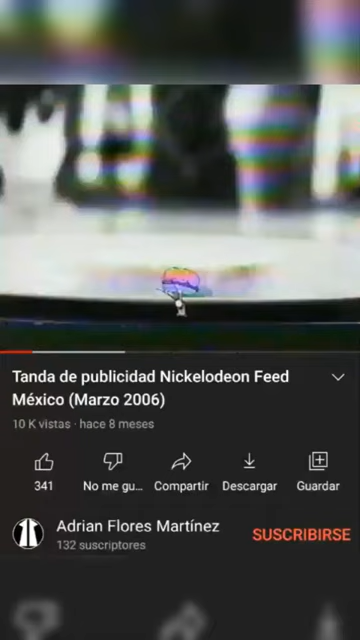 Tanda de publicidad Nickelodeon Feed
México (Marzo 2006)
10 K vistas · hace 8 meses
341
No me gu...
Compartir
Descargar
Guardar
Adrian Flores Martínez
SUSCRIBIRSE
132 suscriptores